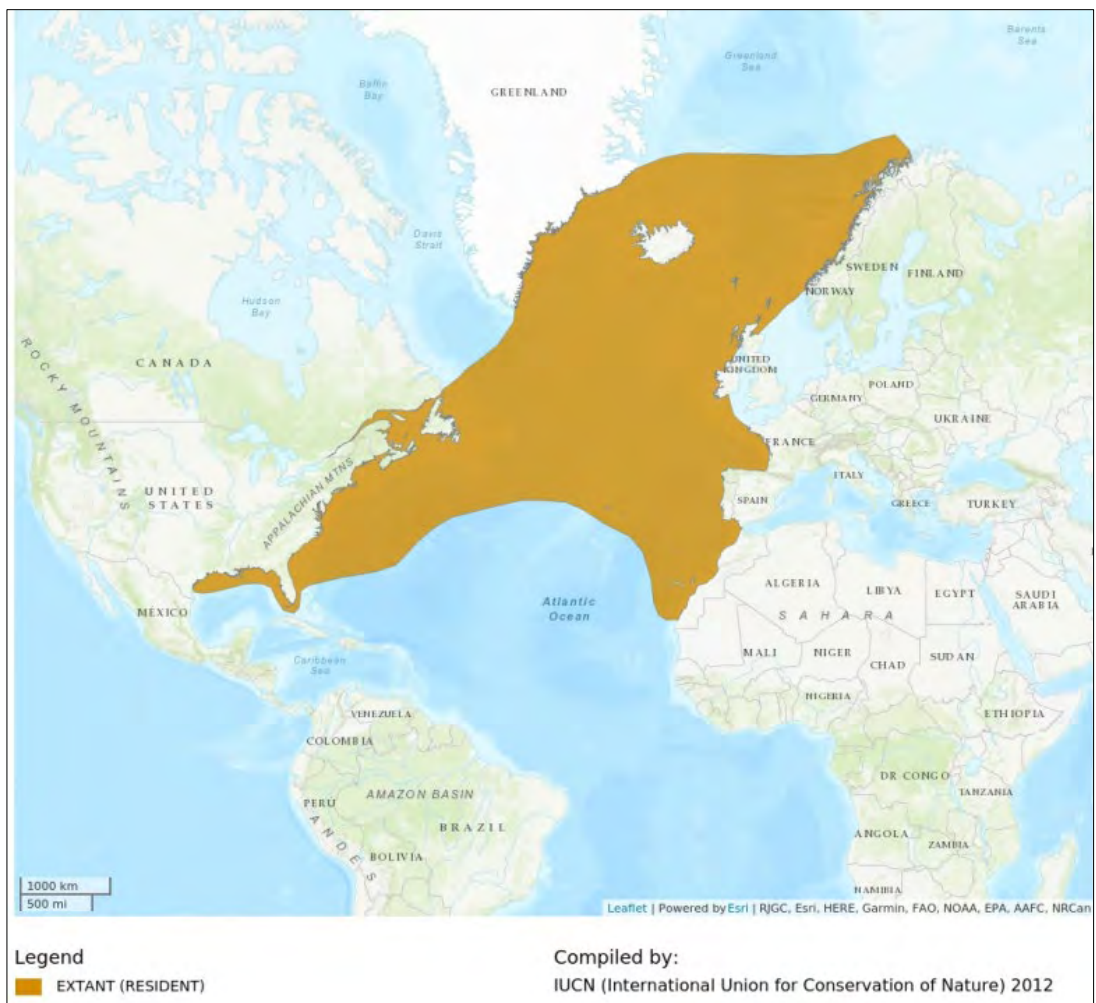 Barents
Sea
Greenland
Sea
Baffin
Bay
GREENLAND
Davis
Strait
SWEDEN
FINLAND
NORWAY
Hudson
Bay
ROCKY MOUNTAINS
CANADA
UNITED
KINGDOM
POLAND
GERMANY
UKRAINE
FRANCE
ITALY
APPALACHIAN MTNS
UNITED
STATES
SPAIN
GREECE
TURKEY
ALGERIA
LIBYA
EGYPT
SAUDI
ARABIA
MÉXICO
Atlantic
Ocean
SAHARA
MALI
NIGER
CHAD
SUDAN
Caribbean
Sea
NIGERIA
ETHIOPIA
VENEZUELA
COLOMBIA
DR CONGO
TANZANIA
AMAZON BASIN
PERU
BRAZIL
ANDES
ANGOLA
ZAMBIA
BOLIVIA
NAMIBIA
1000 km
500 mi
Leaflet | Powered by Esri | RJGC, Esri, HERE, Garmin, FAO, NOAA, EPA, AAFC, NRCan
Legend
EXTANT (RESIDENT)
Compiled by:
IUCN (International Union for Conservation of Nature) 2012